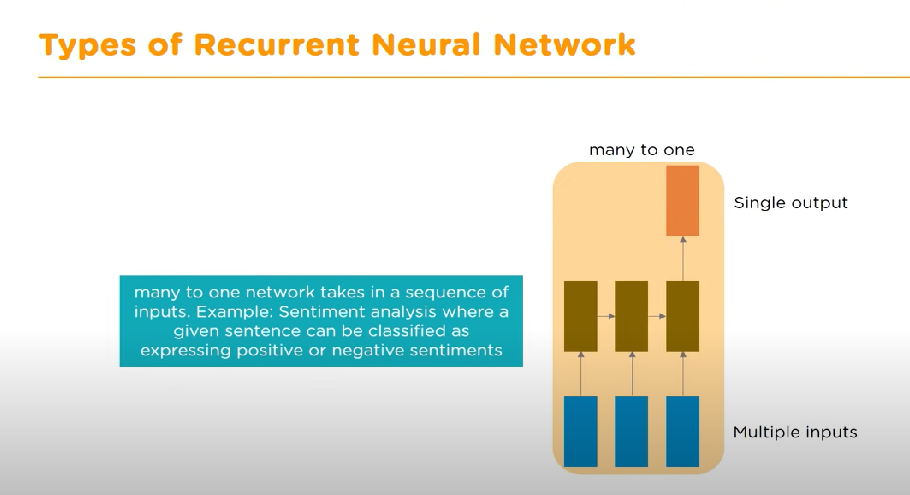 Types of Recurrent Neural Network
many to one
Single output
many to one network takes in a sequence of
inputs. Example: Sentiment analysis where a
given sentence can be classified as
expressing positive or negative sentiments
Multiple inputs